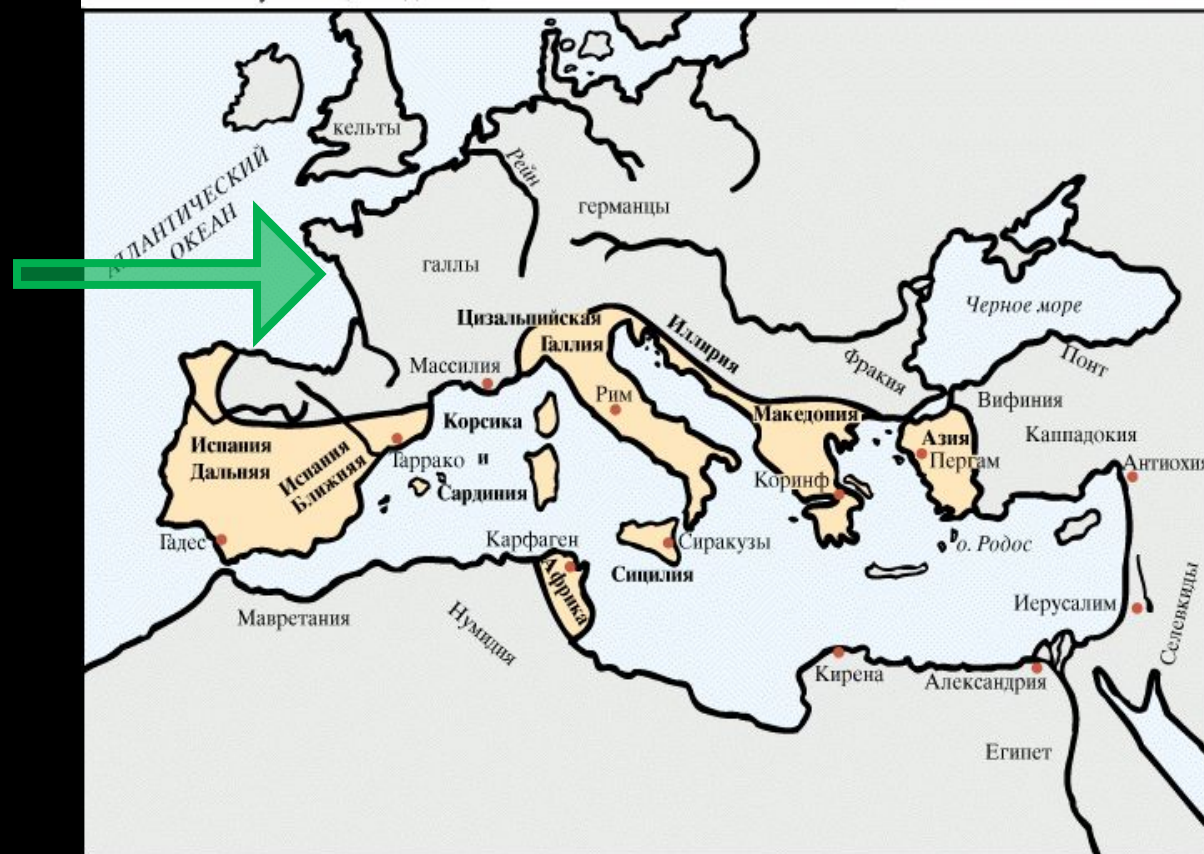 кельты
АТЛАНТИЧЕСКИЙ
ОКЕАН
Рейн
германцы
галлы
Цизальпийская
Галлия
Иллирия
Черное море
Понт
Фракия
Вифиния
Массилия
Рим
Корсика
и
Сардиния
Македония
Азия
Пергам
Каппадокия
Антиохия
Испания
Дальняя
Испания
Ближняя
Таррако
Коринф
Гадес
Карфаген
Африка
Сиракузы
Сицилия
о. Родос
Мавретания
Нумидия
Иерусалим
Селевкиды
Кирена
Александрия
Египет